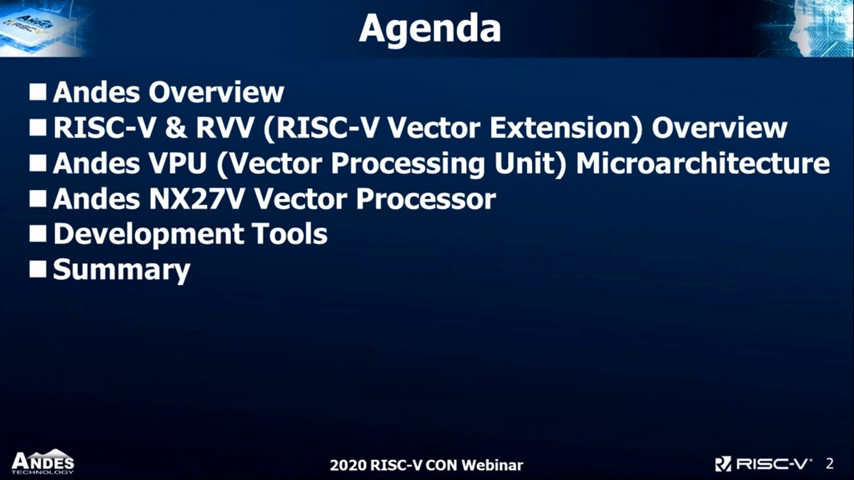 Agenda
Andes Overview
RISC-V & RVV (RISC-V Vector Extension) Overview
Andes VPU (Vector Processing Unit) Microarchitecture
Andes NX27V Vector Processor
Development Tools
Summary
ANDES
TECHNOLOGY
2020 RISC-V CON Webinar
RISC-V
2